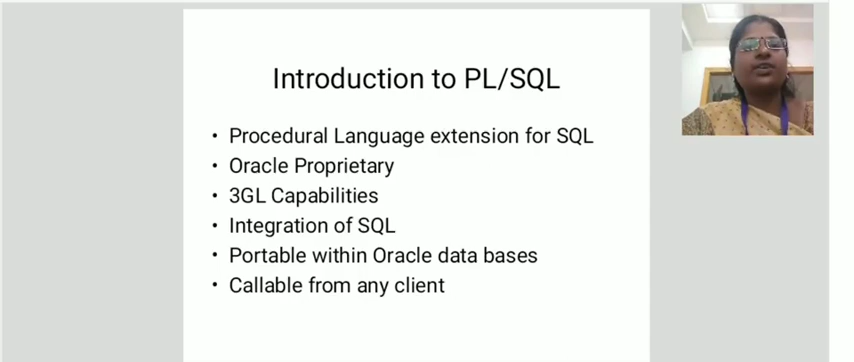 Introduction to PL/SQL
• Procedural Language extension for SQL
• Oracle Proprietary
• 3GL Capabilities
• Integration of SQL
• Portable within Oracle data bases
• Callable from any client